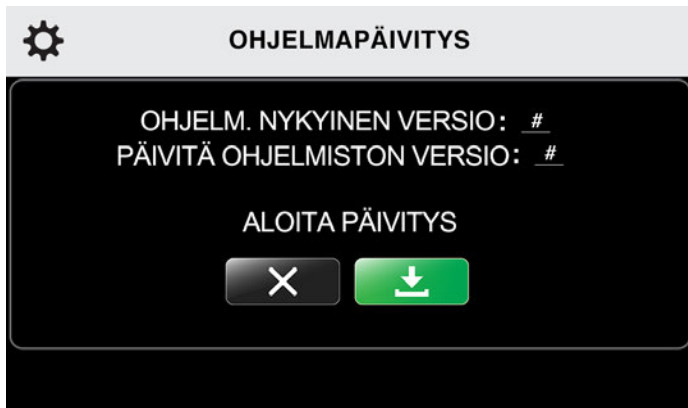 OHJELMAPÄIVITYS
OHJELM. NYKYINEN VERSIO: #
PÄIVITÄ OHJELMISTON VERSIO: #
ALOITA PÄIVITYS